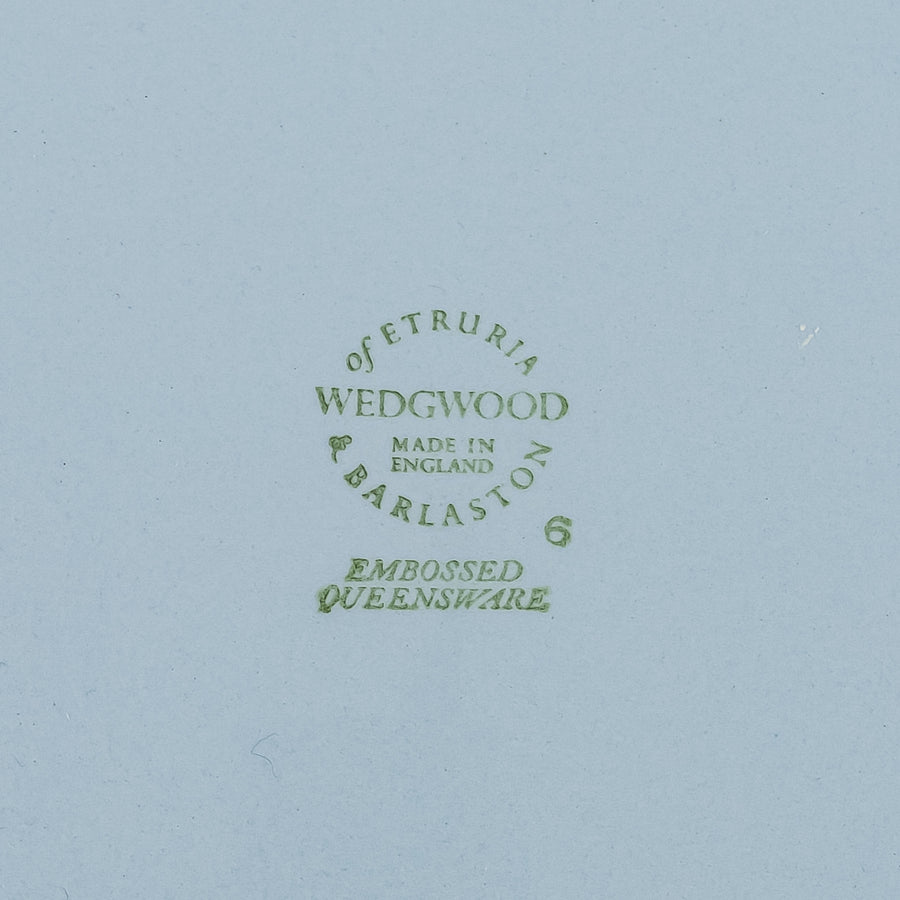 of ETRURIA
WEDGWOOD
MADE IN
ENGLAND
& BARLASTON
6
EMBOSSED
QUEENSWARE